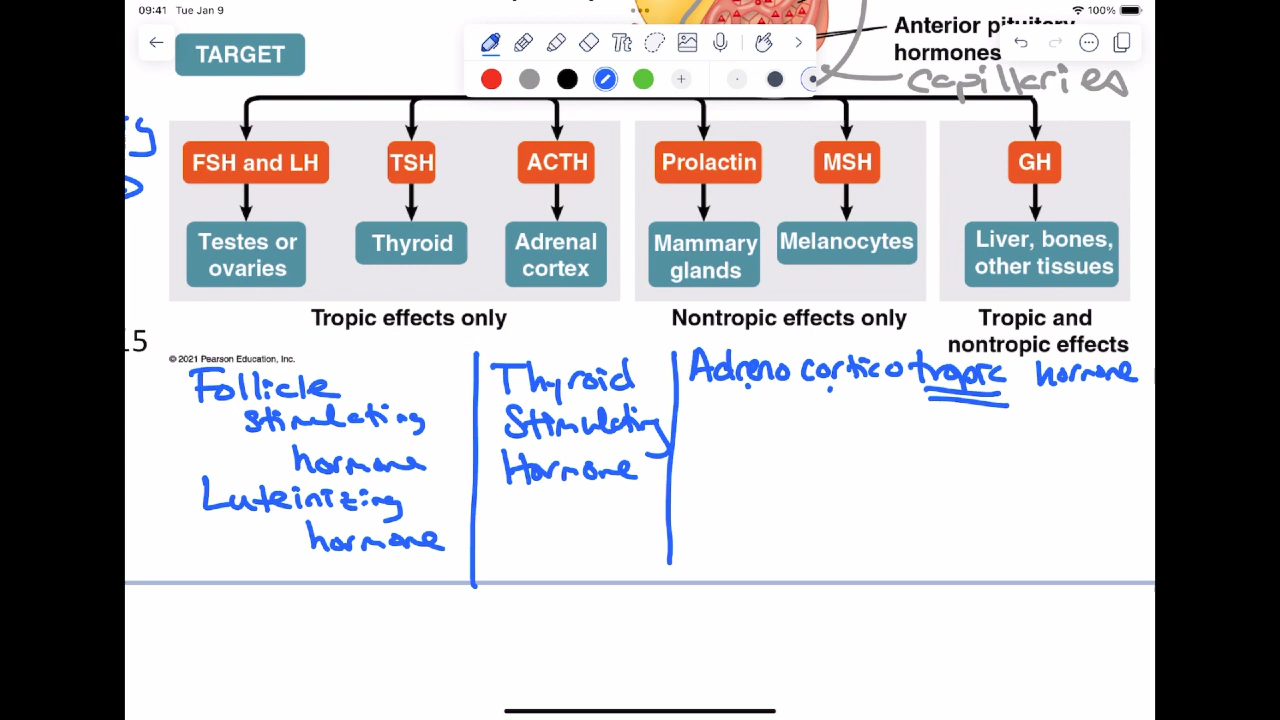 09:41 Tue Jan 9
100%
TARGET
Anterior pituitary
hormones
capillaries
FSH and LH
TSH
ACTH
Prolactin
MSH
GH
Testes or
ovaries
Thyroid
Adrenal
cortex
Mammary
glands
Melanocytes
Liver, bones,
other tissues
Tropic effects only
Nontropic effects only
Tropic and
nontropic effects
15
© 2021 Pearson Education, Inc.
Follicle
stimulating
hormone
Luteinizing
hormone
Thyroid
Stimulating
Hormone
Adreno cortico tropic hormone
Tt